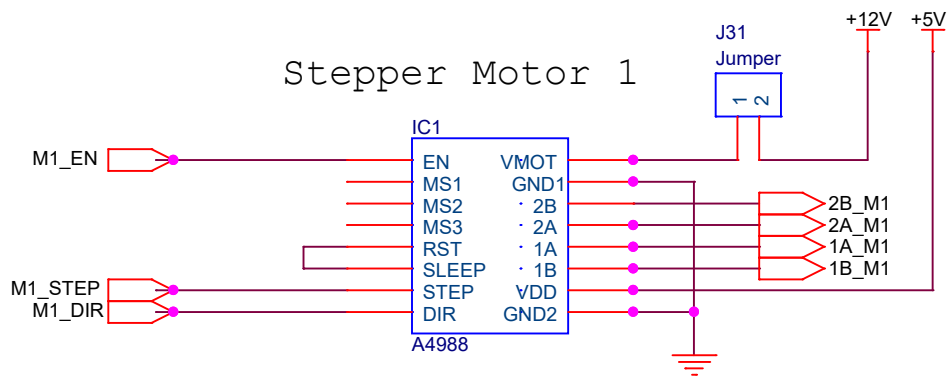 +12V +5V
J31
Jumper
Stepper Motor 1
1 2
IC1
M1_EN
EN VMOT
MS1 GND1
MS2 2B 2B_M1
MS3 2A 2A_M1
RST 1A 1A_M1
SLEEP 1B 1B_M1
M1_STEP STEP VDD
M1_DIR DIR GND2
A4988